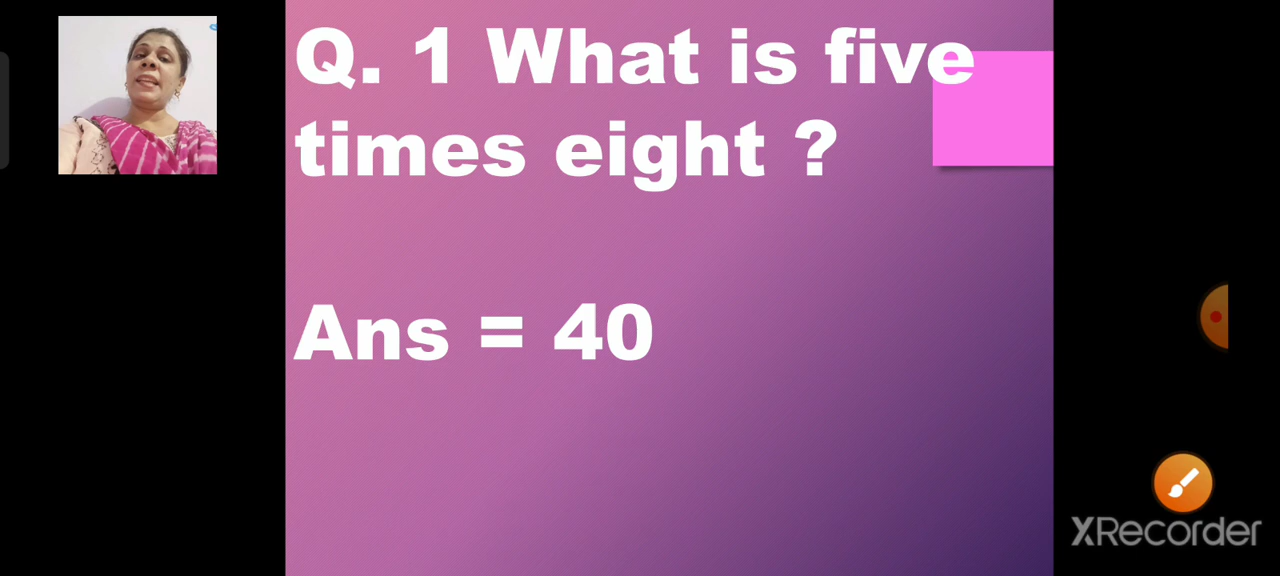 Q. 1 What is five
times eight ?
Ans = 40
XRecorder